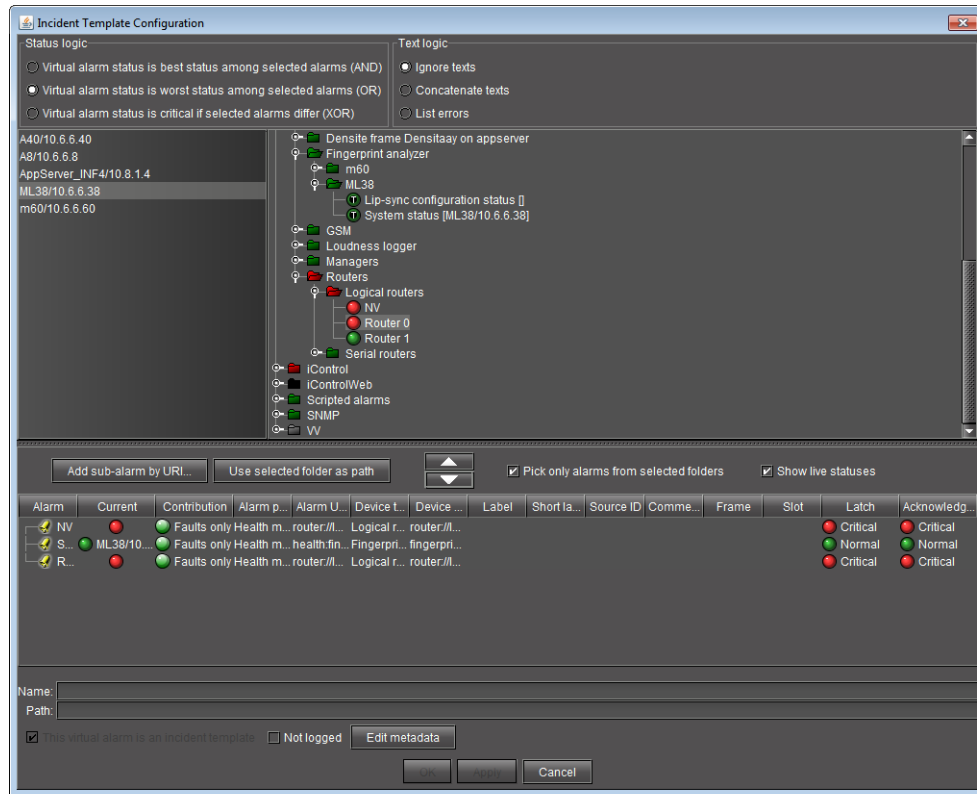 Incident Template Configuration
Status logic
Virtual alarm status is best status among selected alarms (AND)
Virtual alarm status is worst status among selected alarms (OR)
Virtual alarm status is critical if selected alarms differ (XOR)
Text logic
Ignore texts
Concatenate texts
List errors
A40/10.6.6.40
A8/10.6.6.8
AppServer_INF4/10.8.1.4
ML38/10.6.6.38
m60/10.6.6.60
Densite frame Densitaay on appserver
Fingerprint analyzer
m60
ML38
T Lip-sync configuration status []
T System status [ML38/10.6.6.38]
GSM
Loudness logger
Managers
Routers
Logical routers
NV
Router 0
Router 1
Serial routers
iControl
iControlWeb
Scripted alarms
SNMP
VV
Add sub-alarm by URI... Use selected folder as path Pick only alarms from selected folders Show live statuses
Alarm Current Contribution Alarm p... Alarm U... Device t... Device ... Label Short la... Source ID Comme... Frame Slot Latch Acknowledg...
NV Faults only Health m... router://l... Logical r... router://l... Critical Critical
S... ML38/10.... Faults only Health m... health:fin... Fingerpri... fingerpri... Normal Normal
R... Faults only Health m... router://l... Logical r... router://l... Critical Critical
Name:
Path:
This virtual alarm is an incident template Not logged Edit metadata
OK Apply Cancel